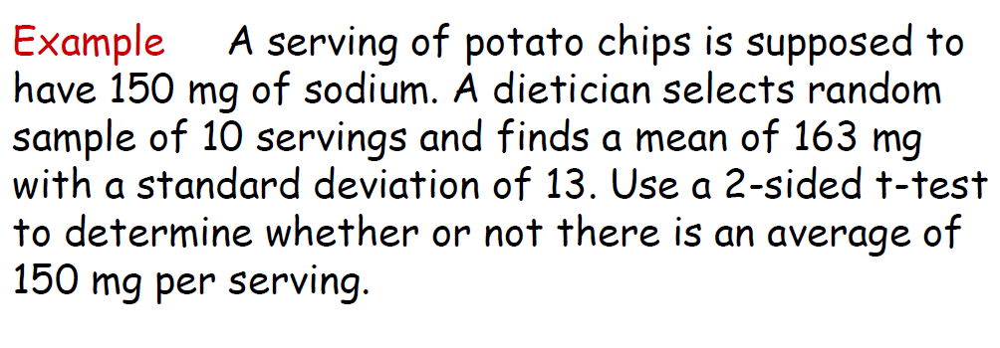 Example A serving of potato chips is supposed to
have 150 mg of sodium. A dietician selects random
sample of 10 servings and finds a mean of 163 mg
with a standard deviation of 13. Use a 2-sided t-test
to determine whether or not there is an average of
150 mg per serving.